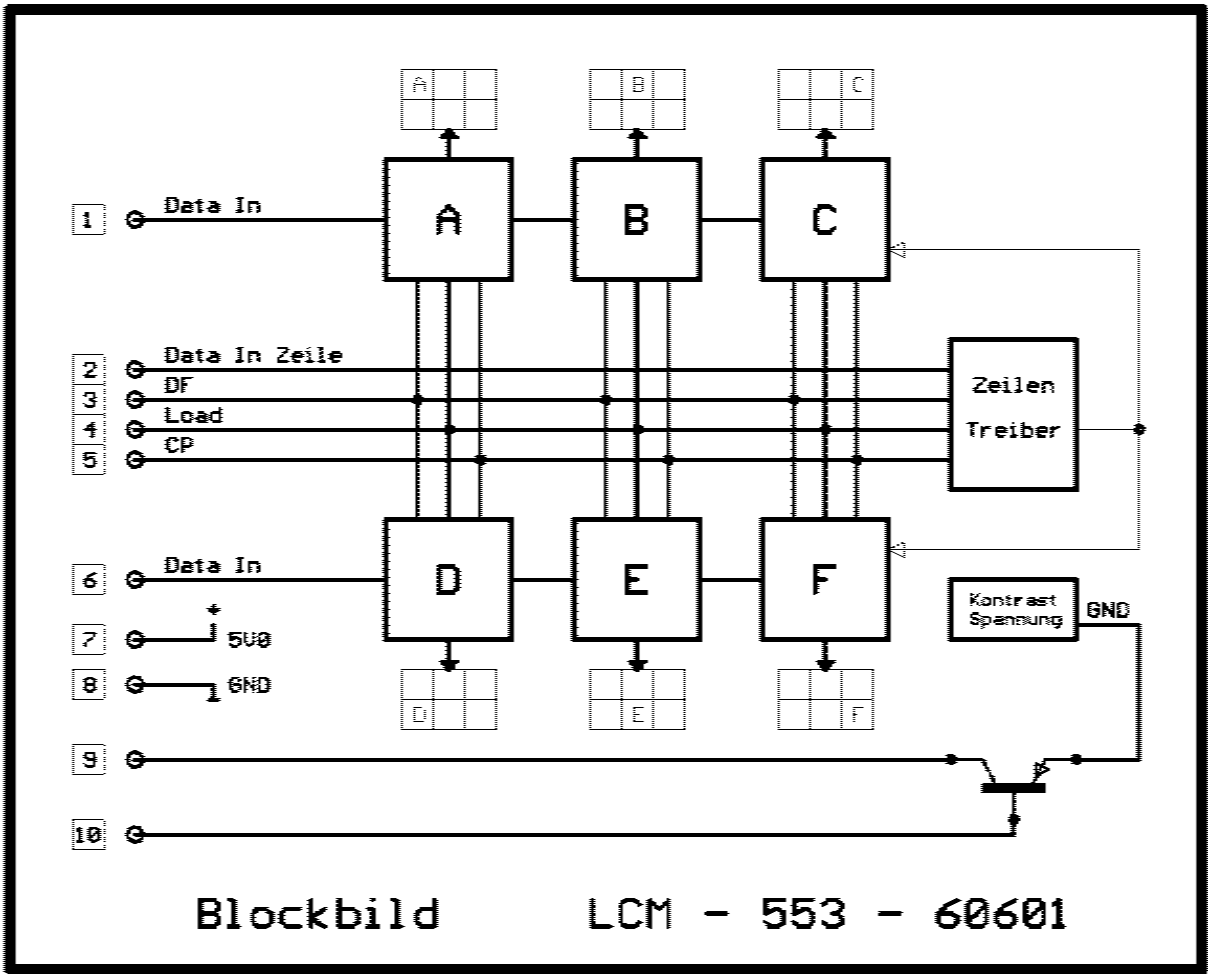 A B C
1 Data In A B C
2 Data In Zeile
Zeilen
3 DF
4 Load
Treiber
5 CP
6 Data In D E F
Kontrast
Spannung
GND
7 5V0
8 GND
D E F
9
10
Blockbild LCM - 553 - 60601